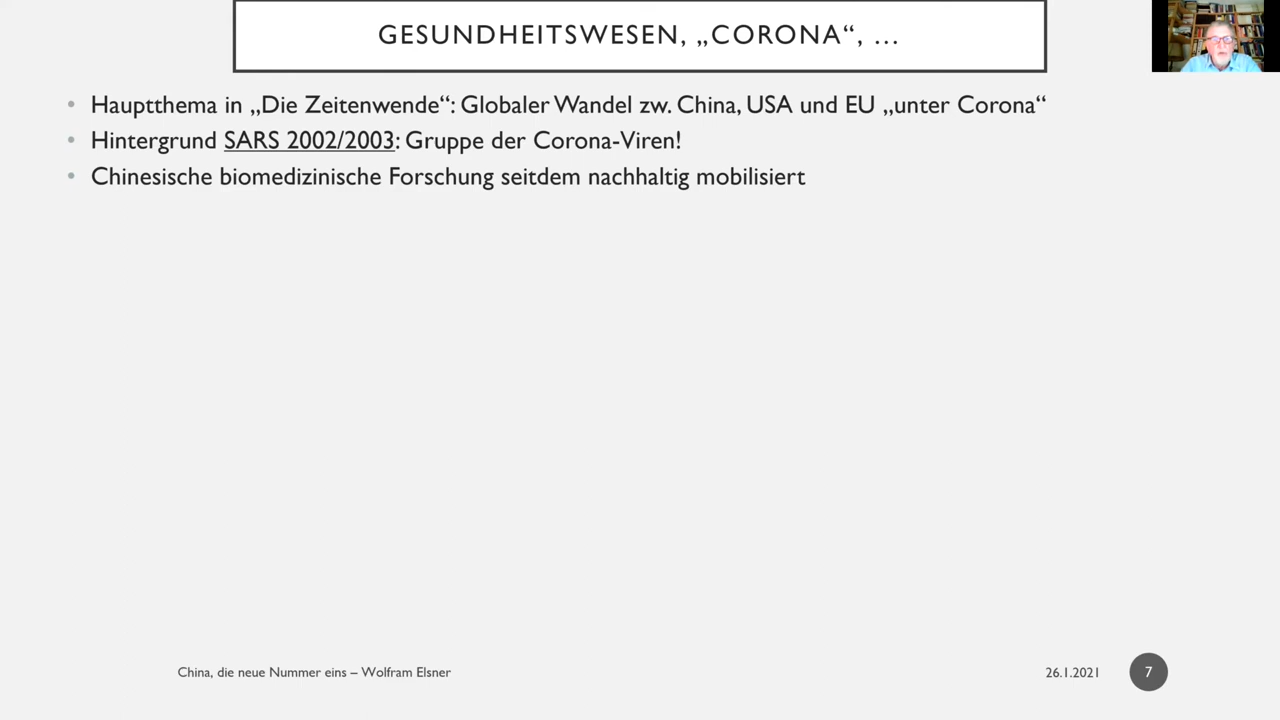 GESUNDHEITSWESEN, „CORONA“, …
• Hauptthema in „Die Zeitenwende“: Globaler Wandel zw. China, USA und EU „unter Corona“
• Hintergrund SARS 2002/2003: Gruppe der Corona-Viren!
• Chinesische biomedizinische Forschung seitdem nachhaltig mobilisiert
China, die neue Nummer eins – Wolfram Elsner
26.1.2021
7